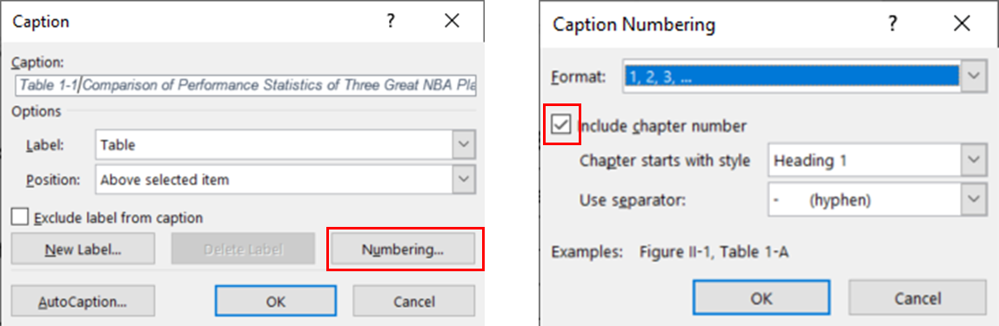 Caption ?
Caption:
Table 1-1 Comparison of Performance Statistics of Three Great NBA Pla
Options
Label: Table
Position: Above selected item
Exclude label from caption
New Label... Delete Label Numbering...
AutoCaption... OK Cancel
Caption Numbering ?
Format: 1, 2, 3, ...
Include chapter number
Chapter starts with style Heading 1
Use separator: - (hyphen)
Examples: Figure II-1, Table 1-A
OK Cancel